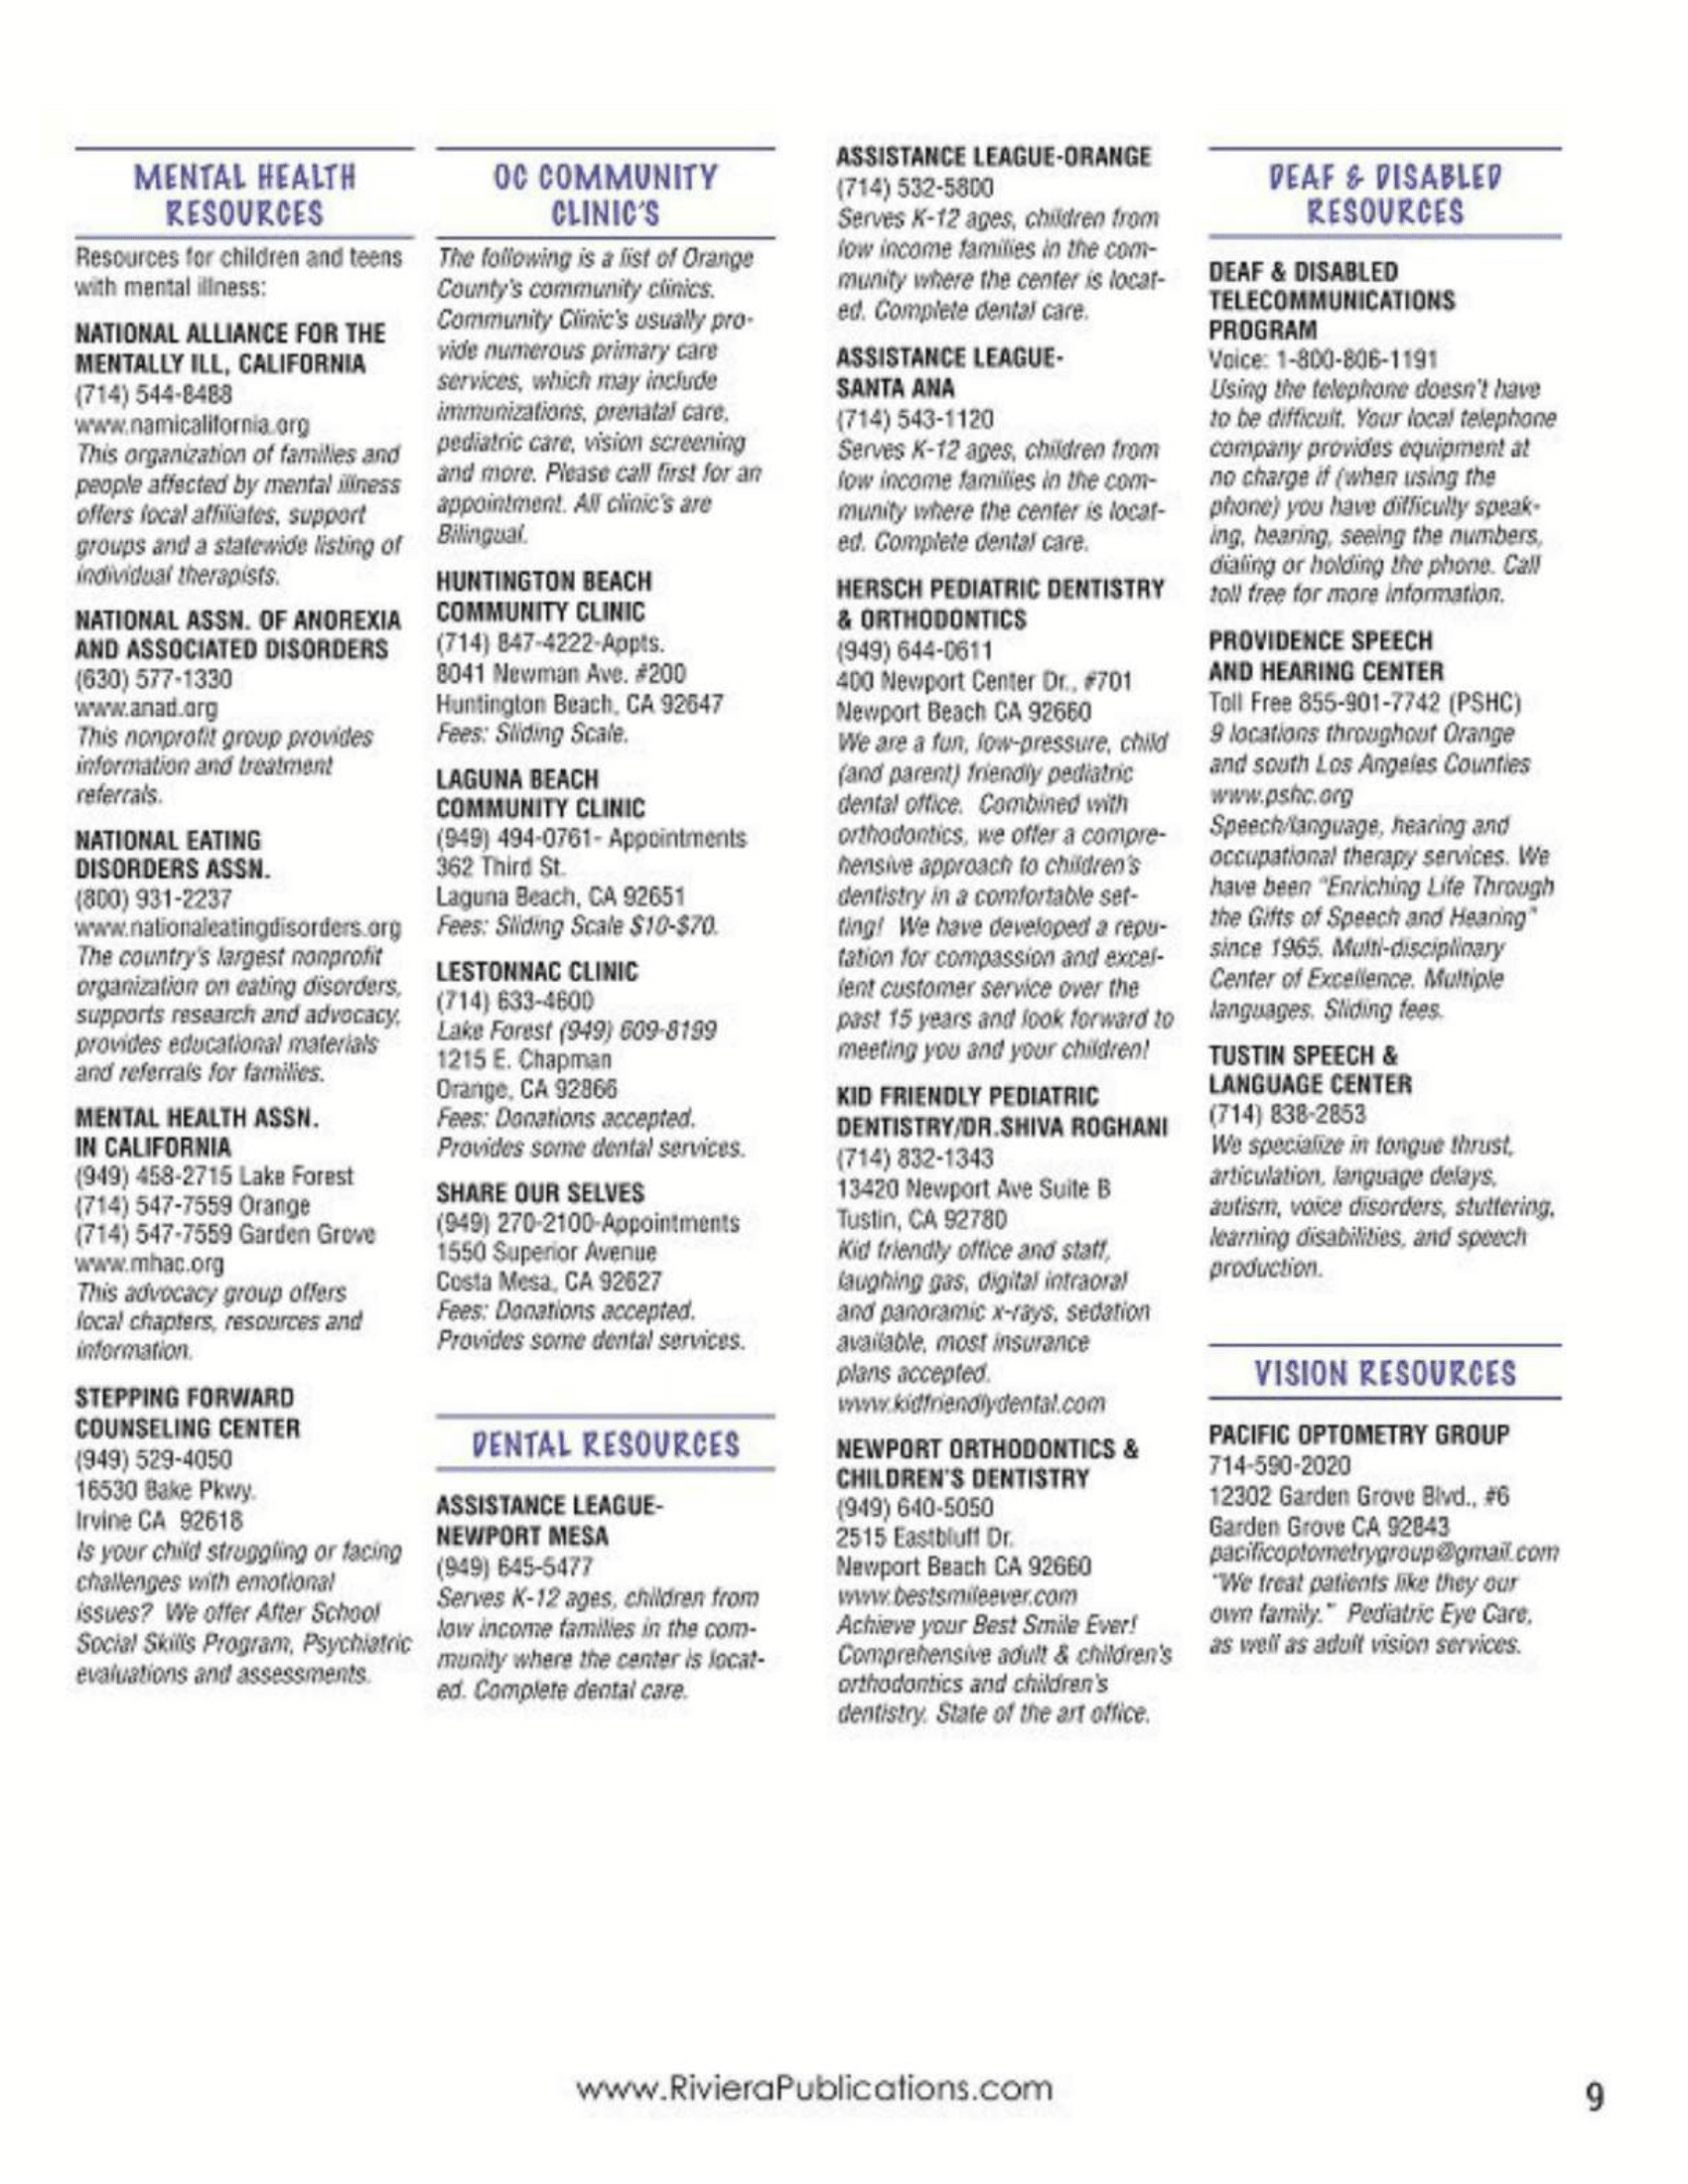 MENTAL HEALTH
RESOURCES
Resources for children and teens
with mental illness:
NATIONAL ALLIANCE FOR THE
MENTALLY ILL, CALIFORNIA
(714) 544-8488
www.namicalifornia.org
This organization of families and
people affected by mental illness
offers local affiliates, support
groups and a statewide listing of
individual therapists.
NATIONAL ASSN. OF ANOREXIA
AND ASSOCIATED DISORDERS
(630) 577-1330
www.anad.org
This nonprofit group provides
information and treatment
referrals.
NATIONAL EATING
DISORDERS ASSN.
(800) 931-2237
www.nationaleatingdisorders.org
The country's largest nonprofit
organization on eating disorders,
supports research and advocacy,
provides educational materials
and referrals for families.
MENTAL HEALTH ASSN.
IN CALIFORNIA
(949) 458-2715 Lake Forest
(714) 547-7559 Orange
(714) 547-7559 Garden Grove
www.mhac.org
This advocacy group offers
local chapters, resources and
information.
STEPPING FORWARD
COUNSELING CENTER
(949) 529-4050
16530 Bake Pkwy.
Irvine CA 92618
Is your child struggling or facing
challenges with emotional
issues? We offer After School
Social Skills Program, Psychiatric
evaluations and assessments.
OC COMMUNITY
CLINIC'S
The following is a list of Orange
County's community clinics.
Community Clinic's usually pro-
vide numerous primary care
services, which may include
immunizations, prenatal care,
pediatric care, vision screening
and more. Please call first for an
appointment. All clinic's are
Bilingual.
HUNTINGTON BEACH
COMMUNITY CLINIC
(714) 847-4222-Appts.
8041 Newman Ave. #200
Huntington Beach, CA 92647
Fees: Sliding Scale.
LAGUNA BEACH
COMMUNITY CLINIC
(949) 494-0761- Appointments
362 Third St.
Laguna Beach, CA 92651
Fees: Sliding Scale $10-$70.
LESTONNAC CLINIC
(714) 633-4600
Lake Forest (949) 609-8199
1215 E. Chapman
Orange, CA 92866
Fees: Donations accepted.
Provides some dental services.
SHARE OUR SELVES
(949) 270-2100-Appointments
1550 Superior Avenue
Costa Mesa, CA 92627
Fees: Donations accepted.
Provides some dental services.
DENTAL RESOURCES
ASSISTANCE LEAGUE-
NEWPORT MESA
(949) 645-5477
Serves K-12 ages, children from
low income families in the com-
munity where the center is locat-
ed. Complete dental care.
ASSISTANCE LEAGUE-ORANGE
(714) 532-5800
Serves K-12 ages, children from
low income families in the com-
munity where the center is locat-
ed. Complete dental care.
ASSISTANCE LEAGUE-
SANTA ANA
(714) 543-1120
Serves K-12 ages, children from
low income families in the com-
munity where the center is locat-
ed. Complete dental care.
HERSCH PEDIATRIC DENTISTRY
& ORTHODONTICS
(949) 644-0611
400 Newport Center Dr., #701
Newport Beach CA 92660
We are a fun, low-pressure, child
(and parent) friendly pediatric
dental office. Combined with
orthodontics, we offer a compre-
hensive approach to children's
dentistry in a comfortable set-
ting! We have developed a repu-
tation for compassion and excel-
lent customer service over the
past 15 years and look forward to
meeting you and your children!
KID FRIENDLY PEDIATRIC
DENTISTRY/DR.SHIVA ROGHANI
(714) 832-1343
13420 Newport Ave Suite B
Tustin, CA 92780
Kid friendly office and staff,
laughing gas, digital intraoral
and panoramic x-rays, sedation
available, most insurance
plans accepted.
www.kidfriendlydental.com
NEWPORT ORTHODONTICS &
CHILDREN'S DENTISTRY
(949) 640-5050
2515 Eastbluff Dr.
Newport Beach CA 92660
www.bestsmileever.com
Achieve your Best Smile Ever!
Comprehensive adult & children's
orthodontics and children's
dentistry. State of the art office.
DEAF & DISABLED
RESOURCES
DEAF & DISABLED
TELECOMMUNICATIONS
PROGRAM
Voice: 1-800-806-1191
Using the telephone doesn't have
to be difficult. Your local telephone
company provides equipment at
no charge if (when using the
phone) you have difficulty speak-
ing, hearing, seeing the numbers,
dialing or holding the phone. Call
toll free for more information.
PROVIDENCE SPEECH
AND HEARING CENTER
Toll Free 855-901-7742 (PSHC)
9 locations throughout Orange
and south Los Angeles Counties
www.pshc.org
Speech/language, hearing and
occupational therapy services. We
have been "Enriching Life Through
the Gifts of Speech and Hearing"
since 1965. Multi-disciplinary
Center of Excellence. Multiple
languages. Sliding fees.
TUSTIN SPEECH &
LANGUAGE CENTER
(714) 838-2853
We specialize in tongue thrust,
articulation, language delays,
autism, voice disorders, stuttering,
learning disabilities, and speech
production.
VISION RESOURCES
PACIFIC OPTOMETRY GROUP
714-590-2020
12302 Garden Grove Blvd., #6
Garden Grove CA 92843
pacificoptometrygroup@gmail.com
"We treat patients like they our
own family." Pediatric Eye Care,
as well as adult vision services.
www.RivieraPublications.com
9